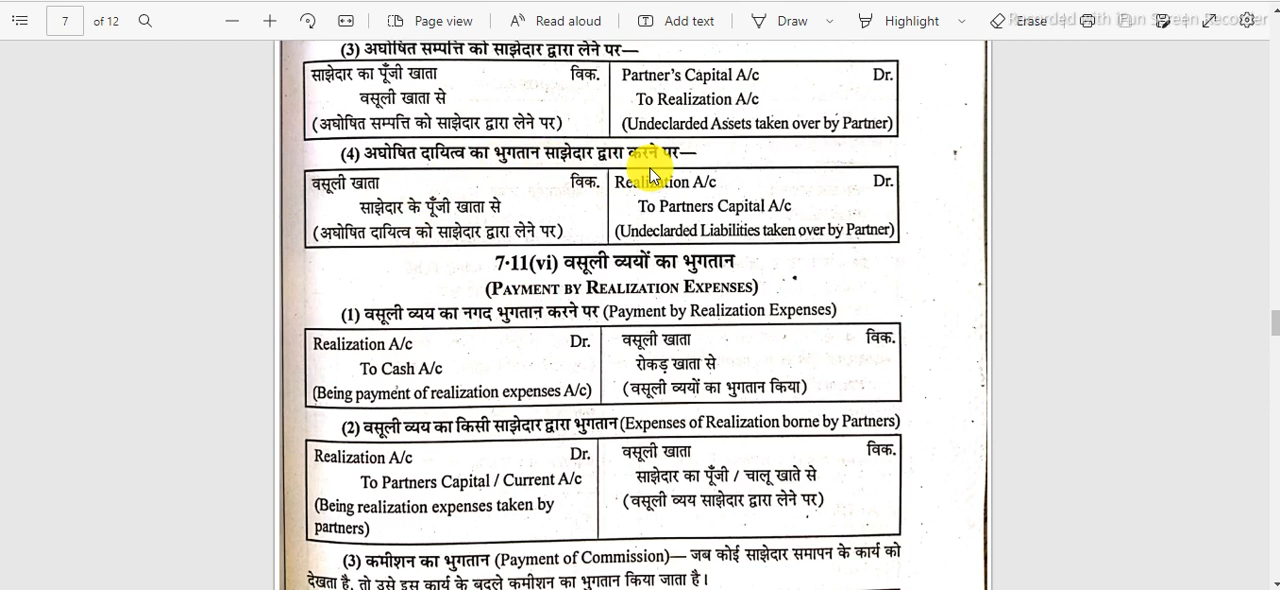 7 of 12 Page view Read aloud Add text Draw Highlight Erase
Recorded with iFun Screen Recorder
(3) अघोषित सम्पत्ति को साझेदार द्वारा लेने पर—
साझेदार का पूँजी खाता विक. Partner's Capital A/c Dr.
वसूली खाता से To Realization A/c
(अघोषित सम्पत्ति को साझेदार द्वारा लेने पर) (Undeclarded Assets taken over by Partner)
(4) अघोषित दायित्व का भुगतान साझेदार द्वारा करने पर—
वसूली खाता विक. Realization A/c Dr.
साझेदार के पूँजी खाता से To Partners Capital A/c
(अघोषित दायित्व को साझेदार द्वारा लेने पर) (Undeclarded Liabilities taken over by Partner)
7·11(vi) वसूली व्ययों का भुगतान
(PAYMENT BY REALIZATION EXPENSES)
(1) वसूली व्यय का नगद भुगतान करने पर (Payment by Realization Expenses)
Realization A/c Dr. वसूली खाता विक.
To Cash A/c रोकड़ खाता से
(Being payment of realization expenses A/c) (वसूली व्ययों का भुगतान किया)
(2) वसूली व्यय का किसी साझेदार द्वारा भुगतान (Expenses of Realization borne by Partners)
Realization A/c Dr. वसूली खाता विक.
To Partners Capital / Current A/c साझेदार का पूँजी / चालू खाते से
(Being realization expenses taken by (वसूली व्यय साझेदार द्वारा लेने पर)
partners)
(3) कमीशन का भुगतान (Payment of Commission)— जब कोई साझेदार समापन के कार्य को
देखता है, तो उसे इस कार्य के बदले कमीशन का भुगतान किया जाता है।